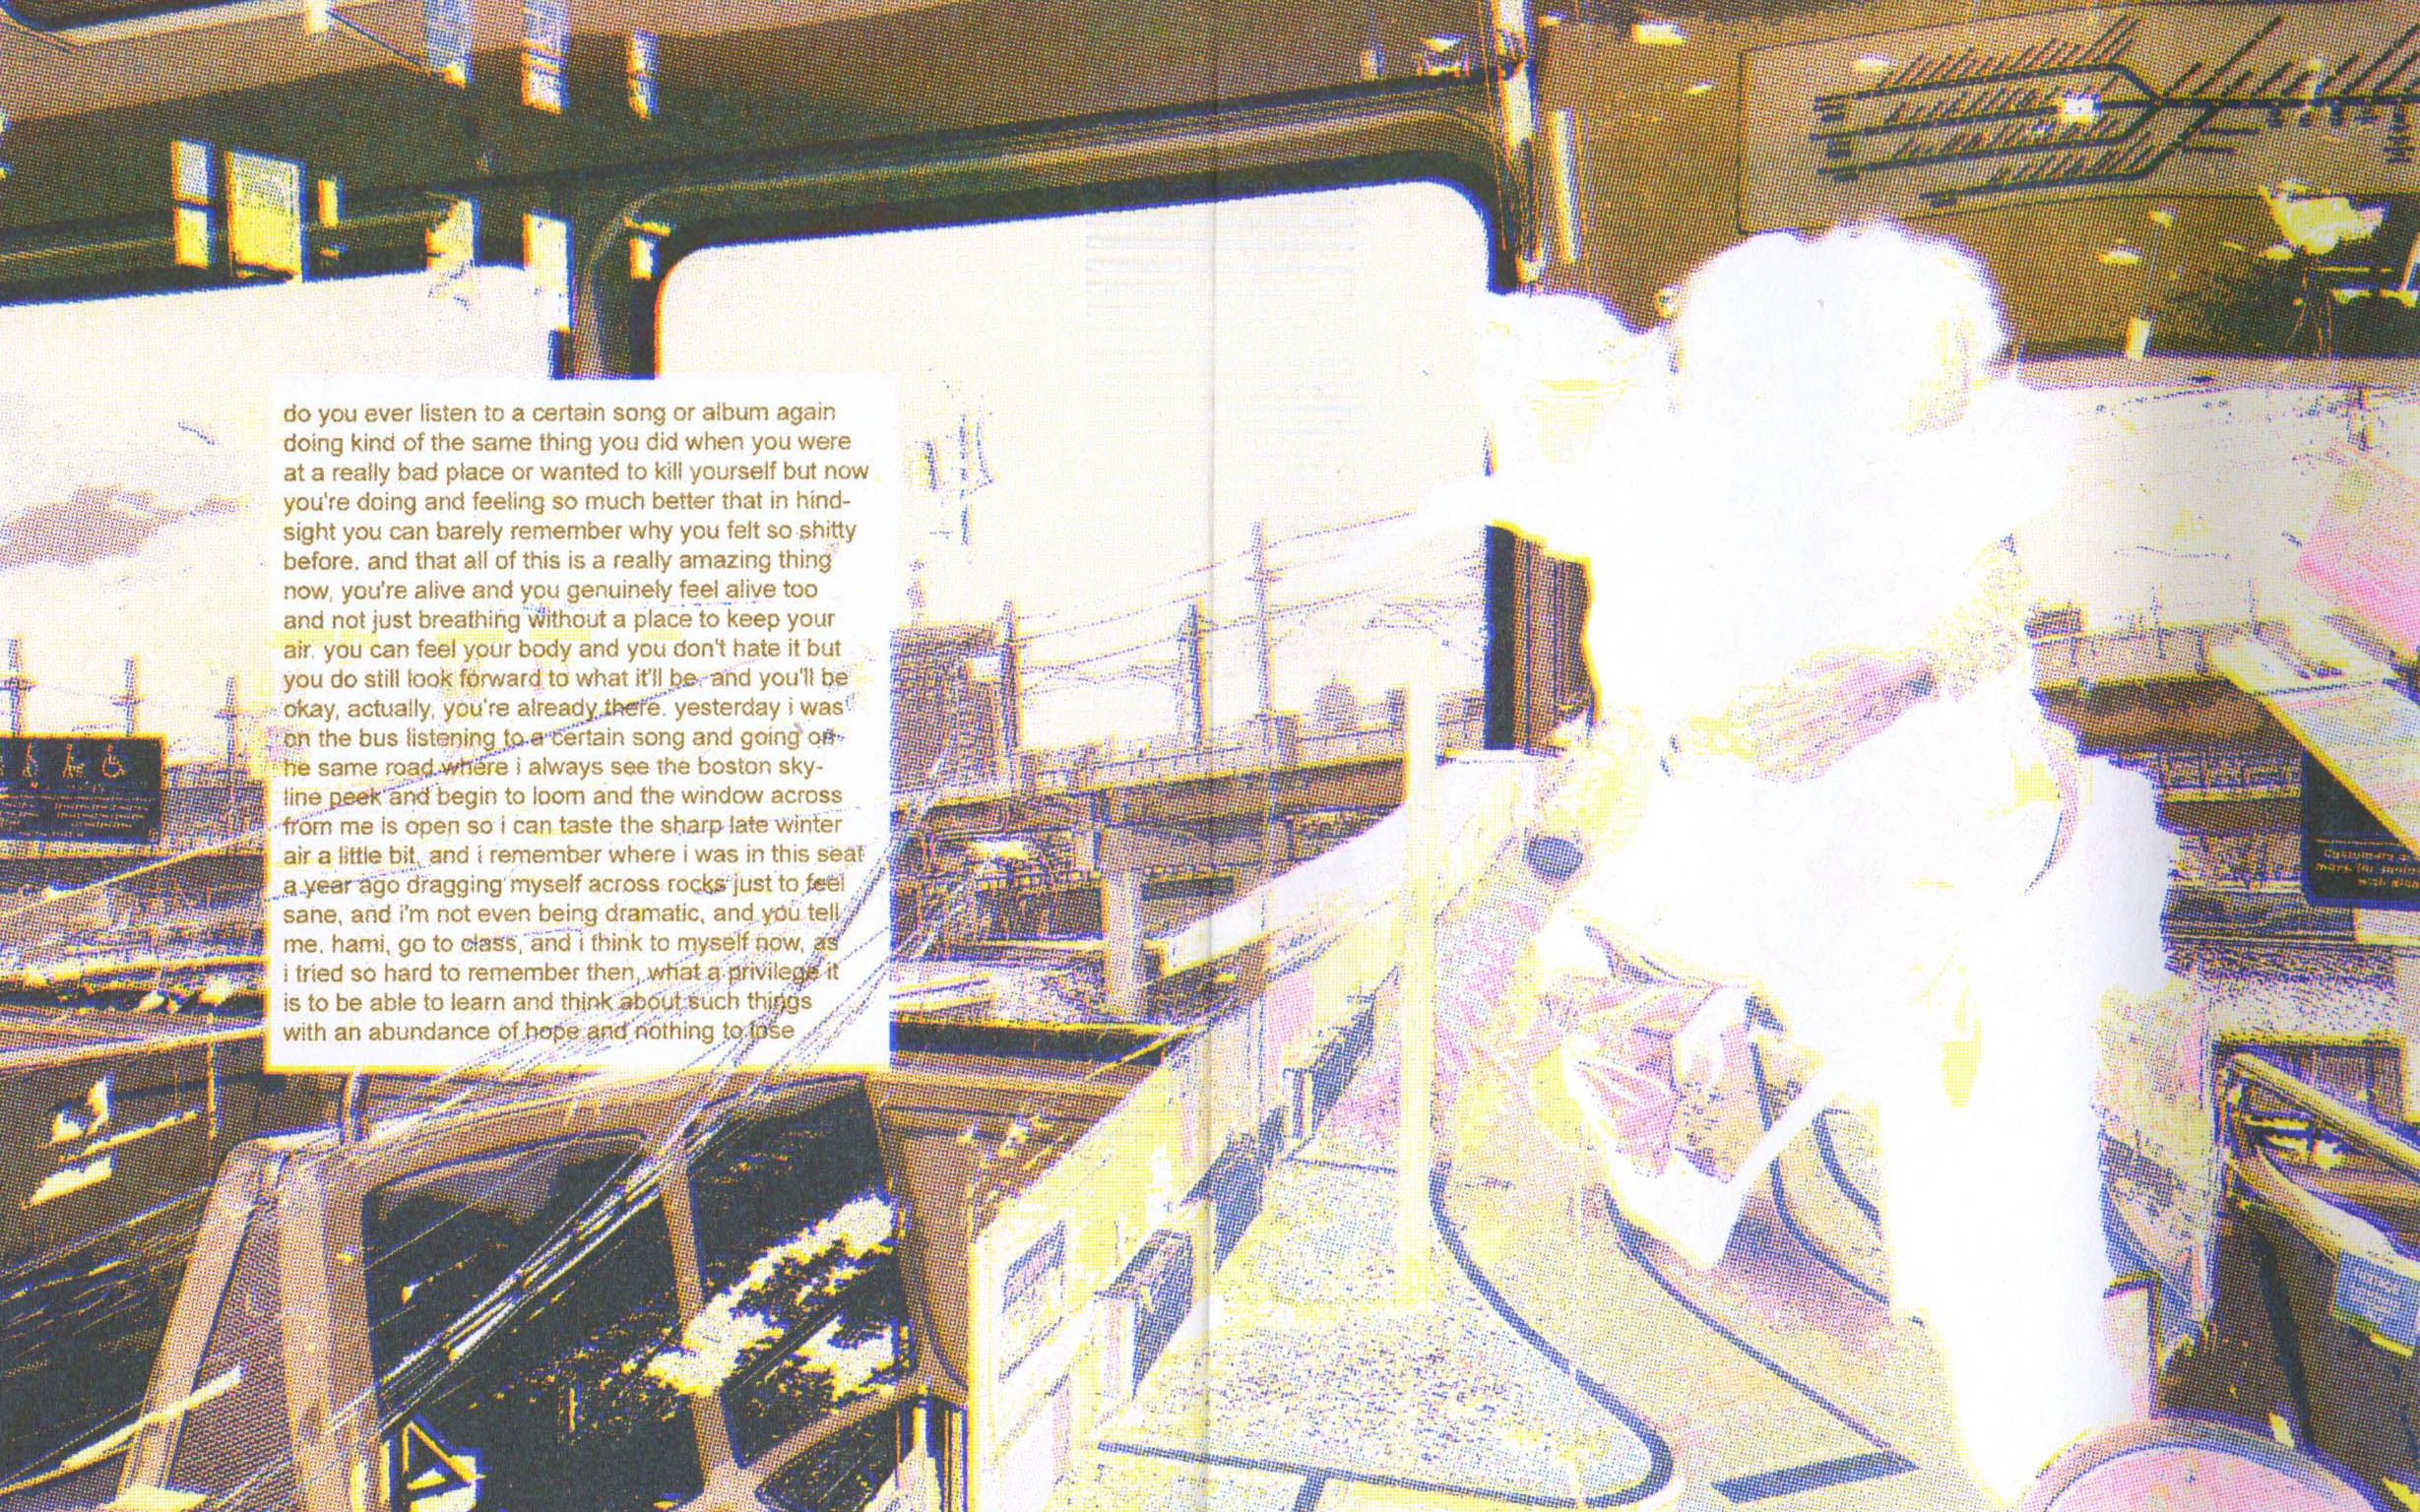 do you ever listen to a certain song or album again
doing kind of the same thing you did when you were
at a really bad place or wanted to kill yourself but now
you're doing and feeling so much better that in hind-
sight you can barely remember why you felt so shitty
before. and that all of this is a really amazing thing
now, you're alive and you genuinely feel alive too
and not just breathing without a place to keep your
air. you can feel your body and you don't hate it but
you do still look forward to what it'll be. and you'll be
okay, actually, you're already there. yesterday i was
on the bus listening to a certain song and going on
he same road where i always see the boston sky-
line peek and begin to loom and the window across
from me is open so i can taste the sharp late winter
air a little bit, and i remember where i was in this seat
a year ago dragging myself across rocks just to feel
sane, and i'm not even being dramatic, and you tell
me, hami, go to class, and i think to myself now, as
i tried so hard to remember then, what a privilege it
is to be able to learn and think about such things
with an abundance of hope and nothing to lose